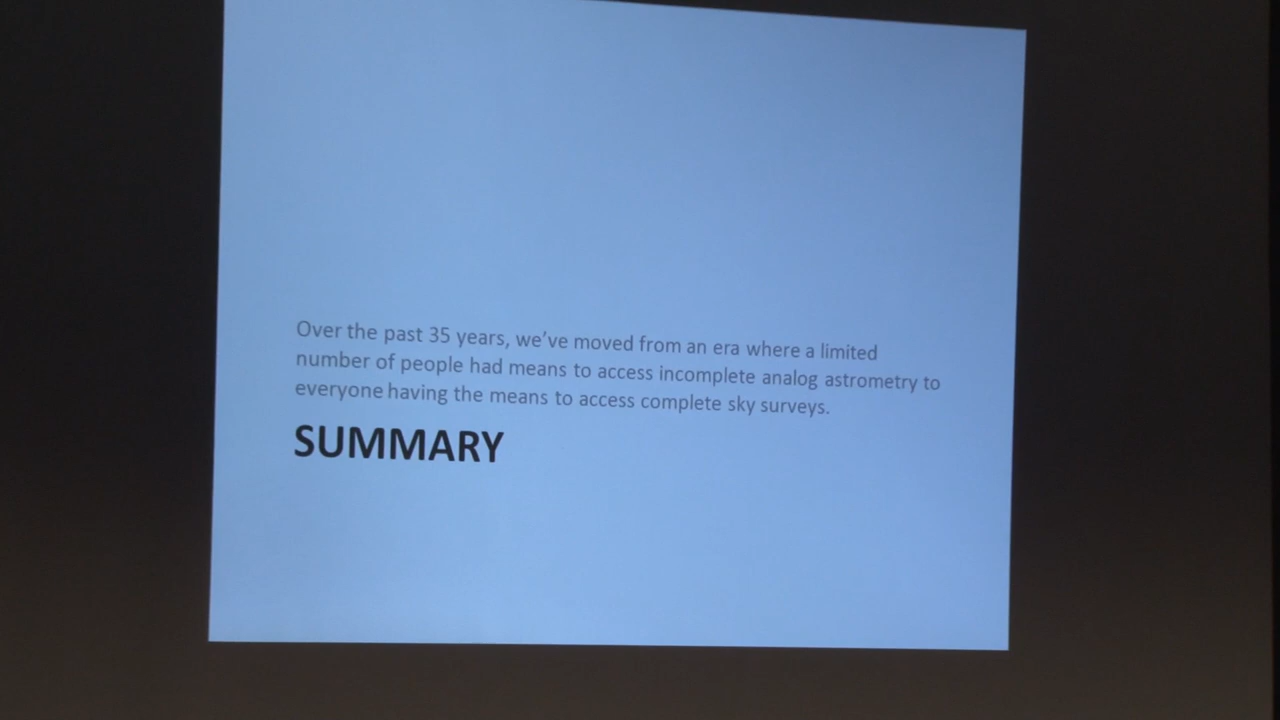 Over the past 35 years, we've moved from an era where a limited
number of people had means to access incomplete analog astrometry to
everyone having the means to access complete sky surveys.
SUMMARY